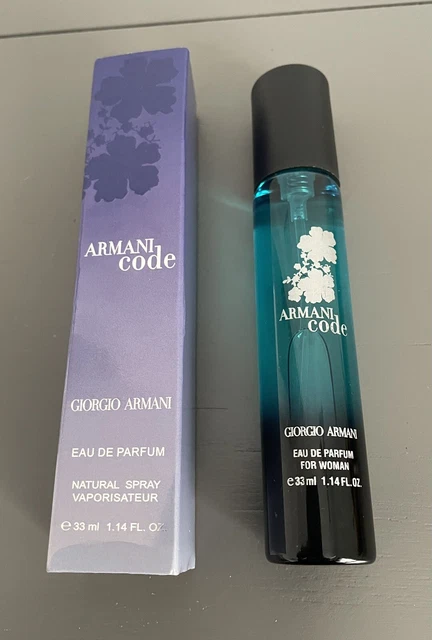 ARMANI
code
GIORGIO ARMANI
EAU DE PARFUM
NATURAL SPRAY
VAPORISATEUR
℮ 33 ml 1.14 FL. OZ.
ARMANI
code
GIORGIO ARMANI
EAU DE PARFUM
FOR WOMAN
℮33 ml 1.14 FL.OZ.